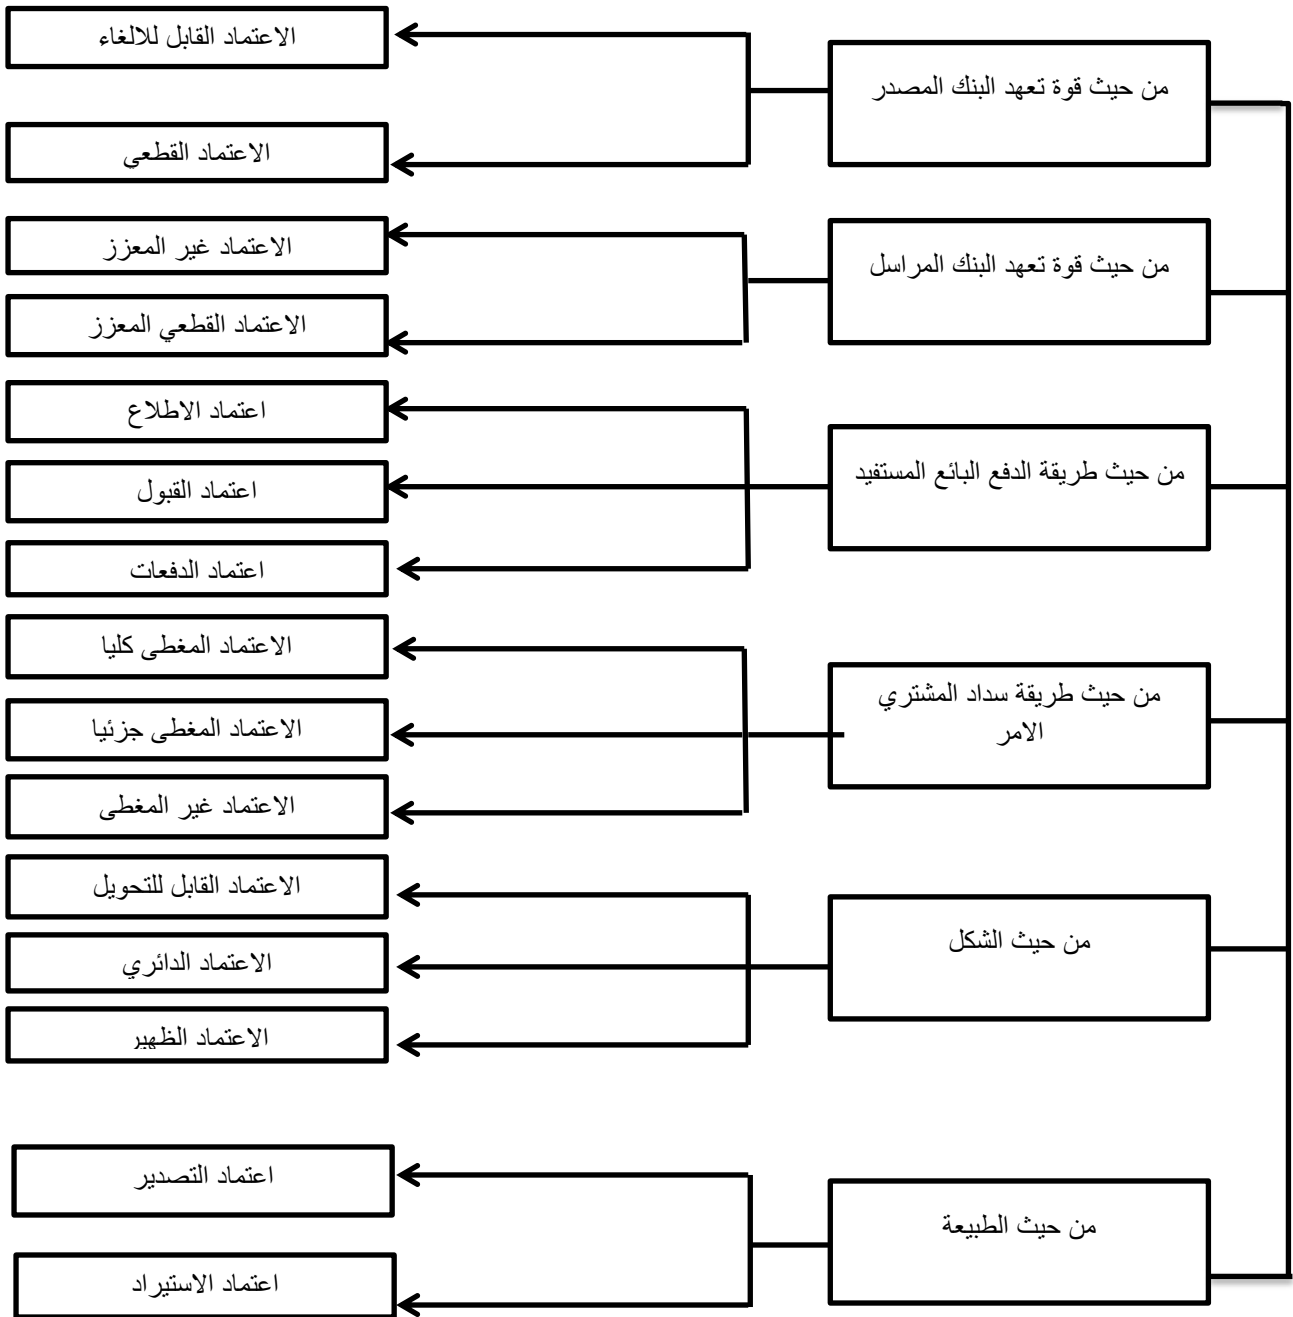 من حيث قوة تعهد البنك المصدر
الاعتماد القابل للالغاء
الاعتماد القطعي
من حيث قوة تعهد البنك المراسل
الاعتماد غير المعزز
الاعتماد القطعي المعزز
من حيث طريقة الدفع البائع المستفيد
اعتماد الاطلاع
اعتماد القبول
اعتماد الدفعات
من حيث طريقة سداد المشتري
الامر
الاعتماد المغطى كليا
الاعتماد المغطى جزئيا
الاعتماد غير المغطى
من حيث الشكل
الاعتماد القابل للتحويل
الاعتماد الدائري
الاعتماد الظهير
من حيث الطبيعة
اعتماد التصدير
اعتماد الاستيراد